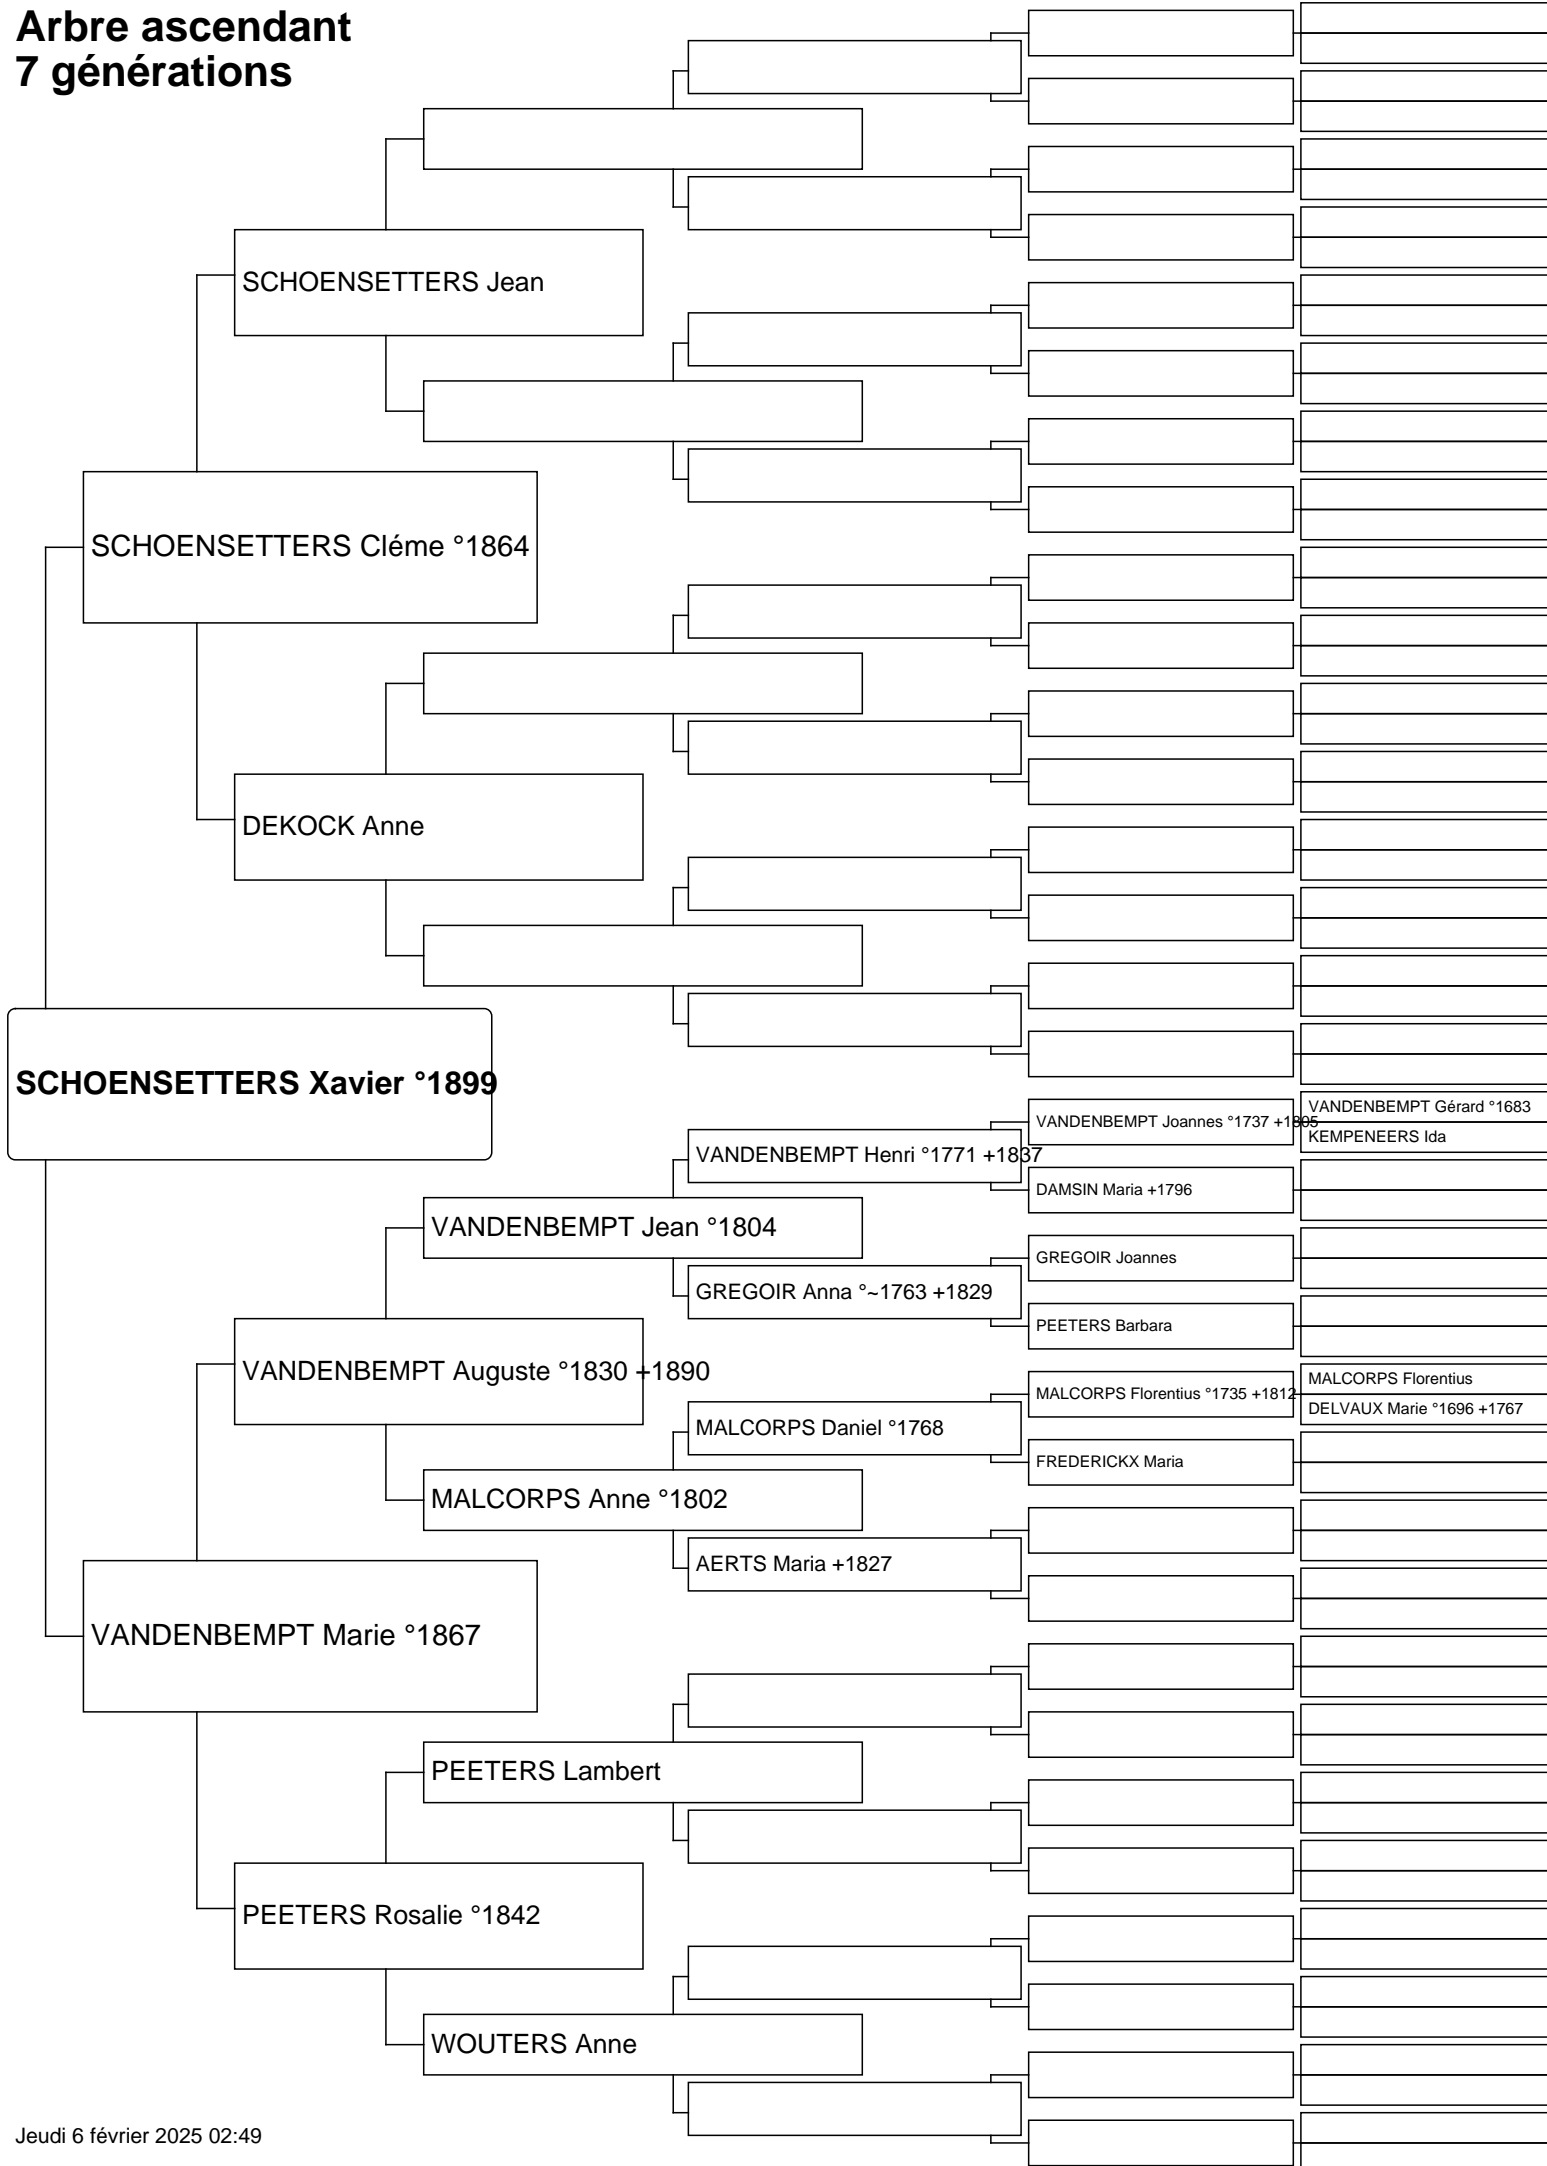 Arbre ascendant
7 générations
SCHOENSETTERS Jean
SCHOENSETTERS Cléme °1864
DEKOCK Anne
SCHOENSETTERS Xavier °1899
VANDENBEMPT Joannes °1737 +1805
VANDENBEMPT Gérard °1683
KEMPENEERS Ida
VANDENBEMPT Henri °1771 +1837
DAMSIN Maria +1796
VANDENBEMPT Jean °1804
GREGOIR Joannes
GREGOIR Anna °~1763 +1829
PEETERS Barbara
VANDENBEMPT Auguste °1830 +1890
MALCORPS Florentius °1735 +1812
MALCORPS Florentius
DELVAUX Marie °1696 +1767
MALCORPS Daniel °1768
FREDERICKX Maria
MALCORPS Anne °1802
AERTS Maria +1827
VANDENBEMPT Marie °1867
PEETERS Lambert
PEETERS Rosalie °1842
WOUTERS Anne
Jeudi 6 février 2025 02:49